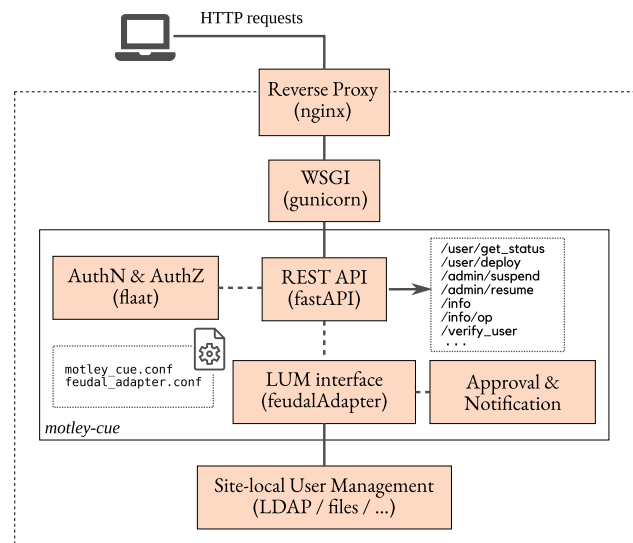 HTTP requests
Reverse Proxy
(nginx)
WSGI
(gunicorn)
AuthN & AuthZ
(flaat)
REST API
(fastAPI)
/user/get_status
/user/deploy
/admin/suspend
/admin/resume
/info
/info/op
/verify_user
. . .
motley_cue.conf
feudal_adapter.conf
LUM interface
(feudalAdapter)
Approval &
Notification
motley-cue
Site-local User Management
(LDAP / files / ...)